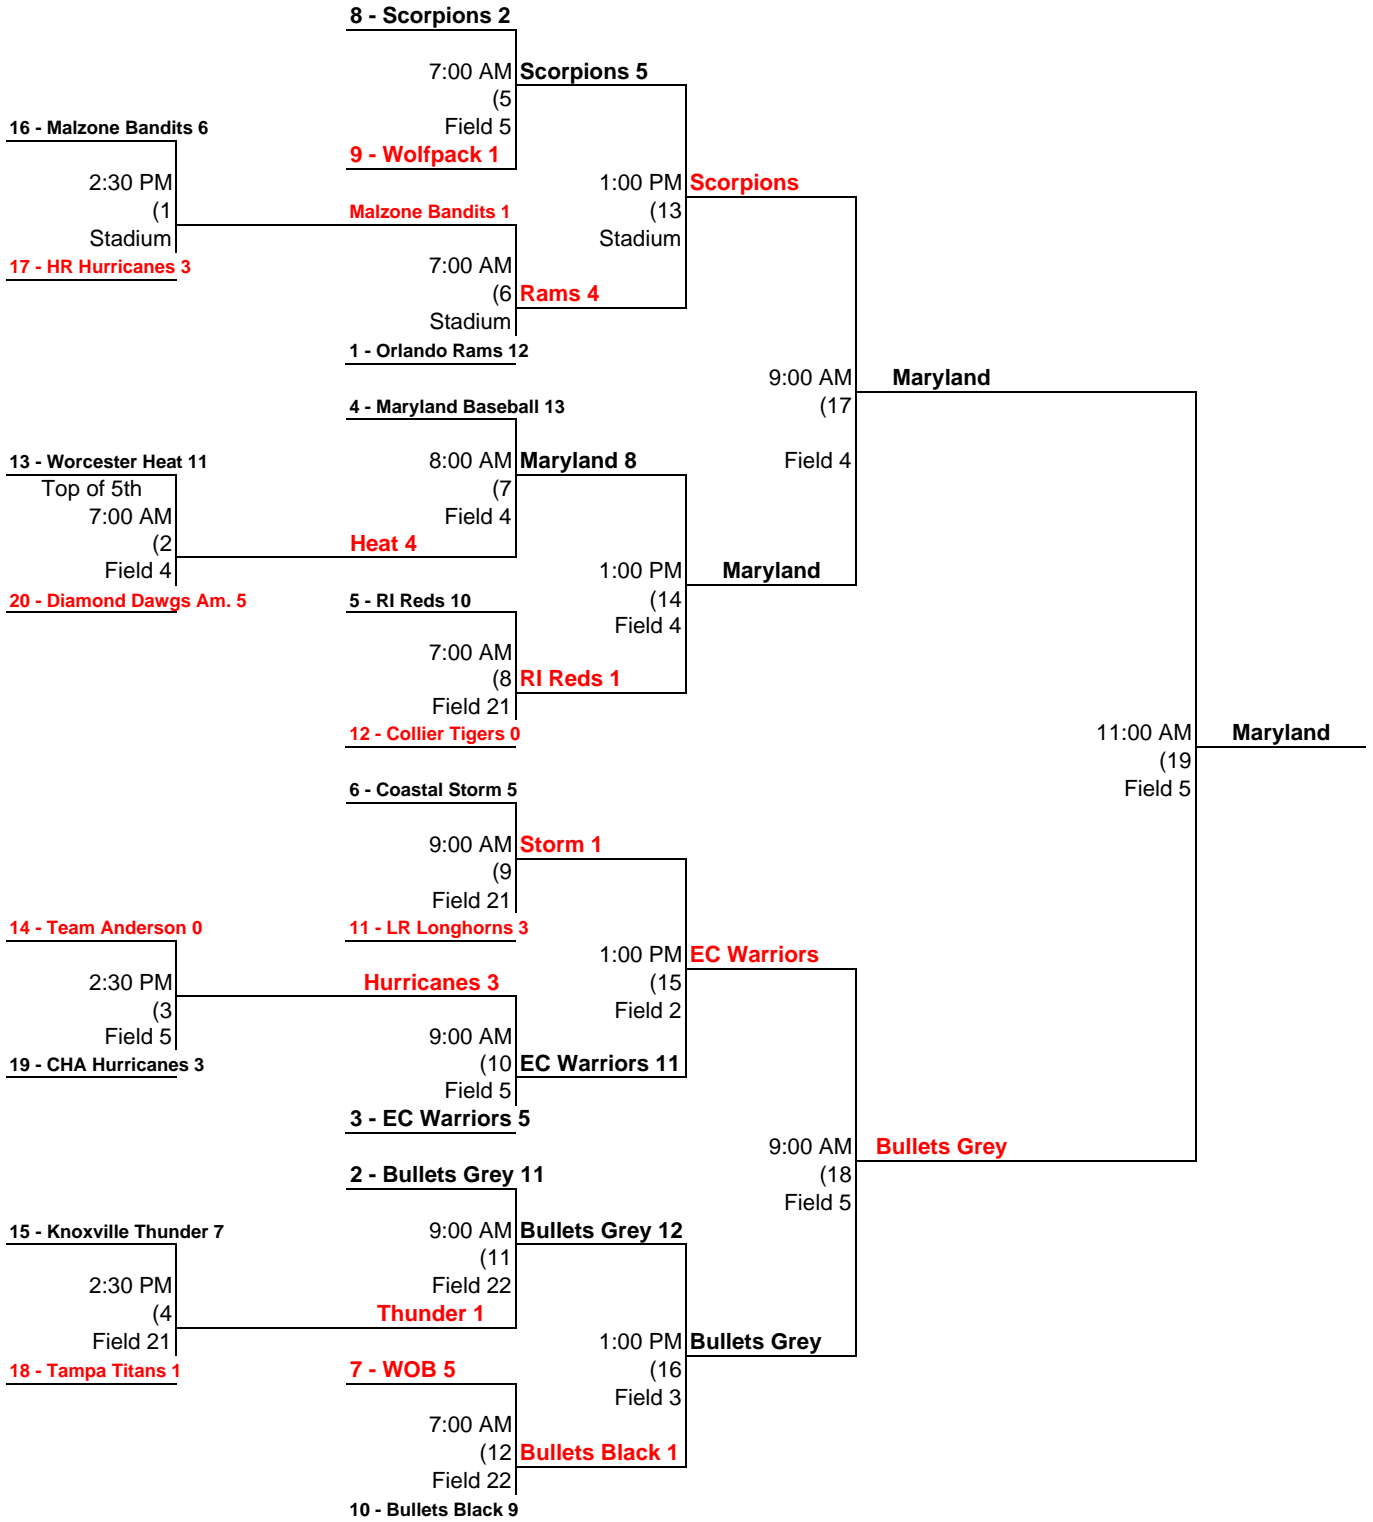 8 - Scorpions 2
7:00 AM
Scorpions 5
(5
Field 5
16 - Malzone Bandits 6
9 - Wolfpack 1
2:30 PM
1:00 PM
Scorpions
(1
Malzone Bandits 1
(13
Stadium
Stadium
17 - HR Hurricanes 3
7:00 AM
(6
Rams 4
Stadium
1 - Orlando Rams 12
9:00 AM
Maryland
4 - Maryland Baseball 13
(17
13 - Worcester Heat 11
8:00 AM
Maryland 8
Field 4
Top of 5th
(7
7:00 AM
Field 4
(2
Heat 4
Field 4
1:00 PM
Maryland
20 - Diamond Dawgs Am. 5
5 - RI Reds 10
(14
Field 4
7:00 AM
(8
RI Reds 1
Field 21
12 - Collier Tigers 0
11:00 AM
Maryland
(19
6 - Coastal Storm 5
Field 5
9:00 AM
Storm 1
(9
Field 21
14 - Team Anderson 0
11 - LR Longhorns 3
1:00 PM
EC Warriors
2:30 PM
Hurricanes 3
(15
(3
Field 2
Field 5
9:00 AM
19 - CHA Hurricanes 3
(10
EC Warriors 11
Field 5
3 - EC Warriors 5
9:00 AM
Bullets Grey
2 - Bullets Grey 11
(18
Field 5
15 - Knoxville Thunder 7
9:00 AM
Bullets Grey 12
(11
2:30 PM
Field 22
(4
Thunder 1
Field 21
1:00 PM
Bullets Grey
18 - Tampa Titans 1
7 - WOB 5
(16
Field 3
7:00 AM
(12
Bullets Black 1
Field 22
10 - Bullets Black 9